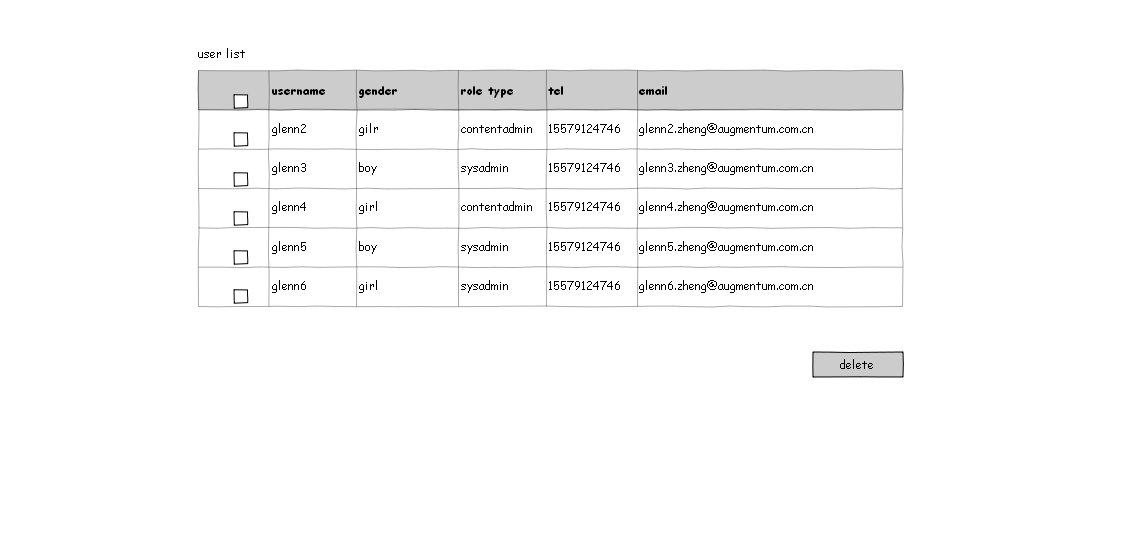 user list
username gender role type tel email
glenn2 gilr contentadmin 15579124746 glenn2.zheng@augmentum.com.cn
glenn3 boy sysadmin 15579124746 glenn3.zheng@augmentum.com.cn
glenn4 girl contentadmin 15579124746 glenn4.zheng@augmentum.com.cn
glenn5 boy sysadmin 15579124746 glenn5.zheng@augmentum.com.cn
glenn6 girl sysadmin 15579124746 glenn6.zheng@augmentum.com.cn
delete